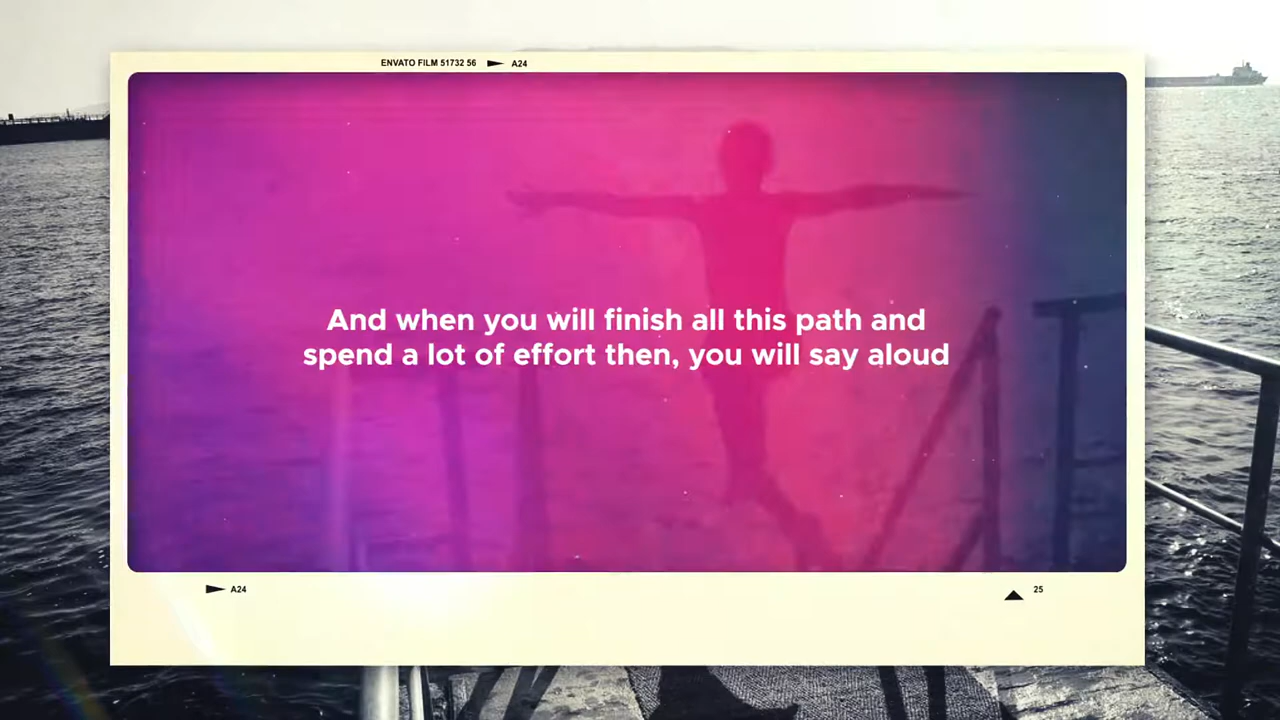 ENVATO FILM 51732 56 A24
And when you will finish all this path and
spend a lot of effort then, you will say aloud
A24
25